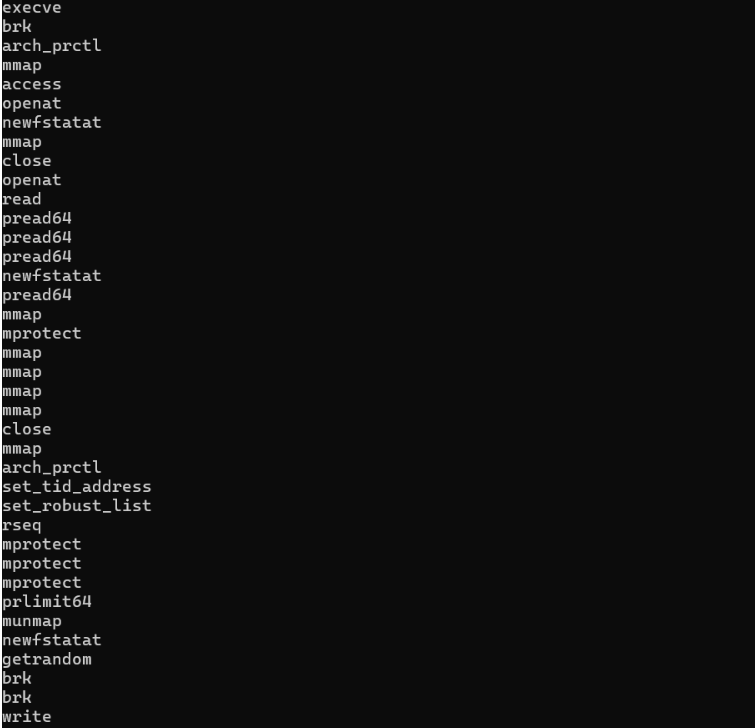 execve
brk
arch_prctl
mmap
access
openat
newfstatat
mmap
close
openat
read
pread64
pread64
pread64
newfstatat
pread64
mmap
mprotect
mmap
mmap
mmap
mmap
close
mmap
arch_prctl
set_tid_address
set_robust_list
rseq
mprotect
mprotect
mprotect
prlimit64
munmap
newfstatat
getrandom
brk
brk
write